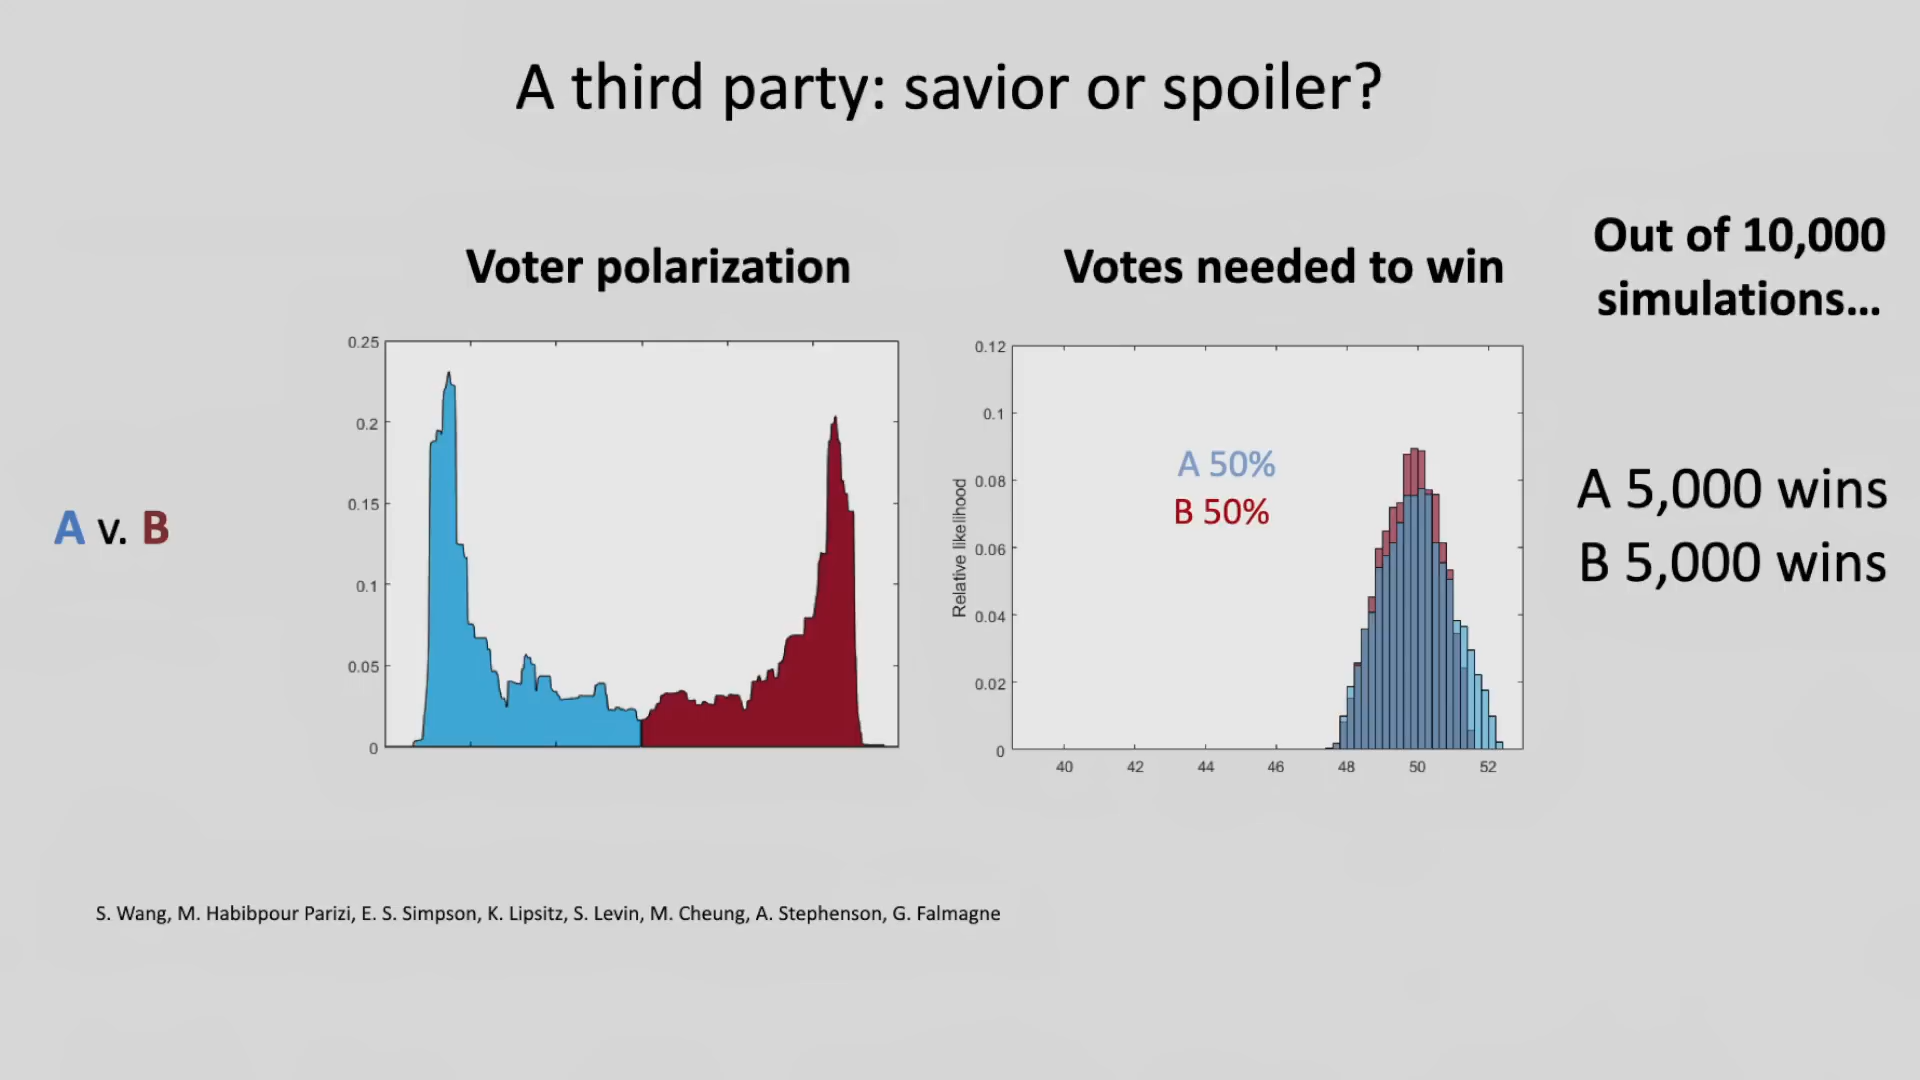 A third party: savior or spoiler?
Voter polarization
Votes needed to win
Out of 10,000
simulations...
A v. B
0.25
0.2
0.15
0.1
0.05
0
Relative likelihood
0.12
0.1
0.08
0.06
0.04
0.02
0
40 42 44 46 48 50 52
A 50%
B 50%
A 5,000 wins
B 5,000 wins
S. Wang, M. Habibpour Parizi, E. S. Simpson, K. Lipsitz, S. Levin, M. Cheung, A. Stephenson, G. Falmagne